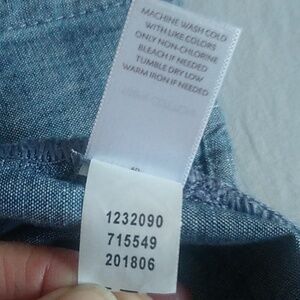 MACHINE WASH COLD
WITH LIKE COLORS
ONLY NON-CHLORINE
BLEACH IF NEEDED
TUMBLE DRY LOW
WARM IRON IF NEEDED
1232090
715549
201806